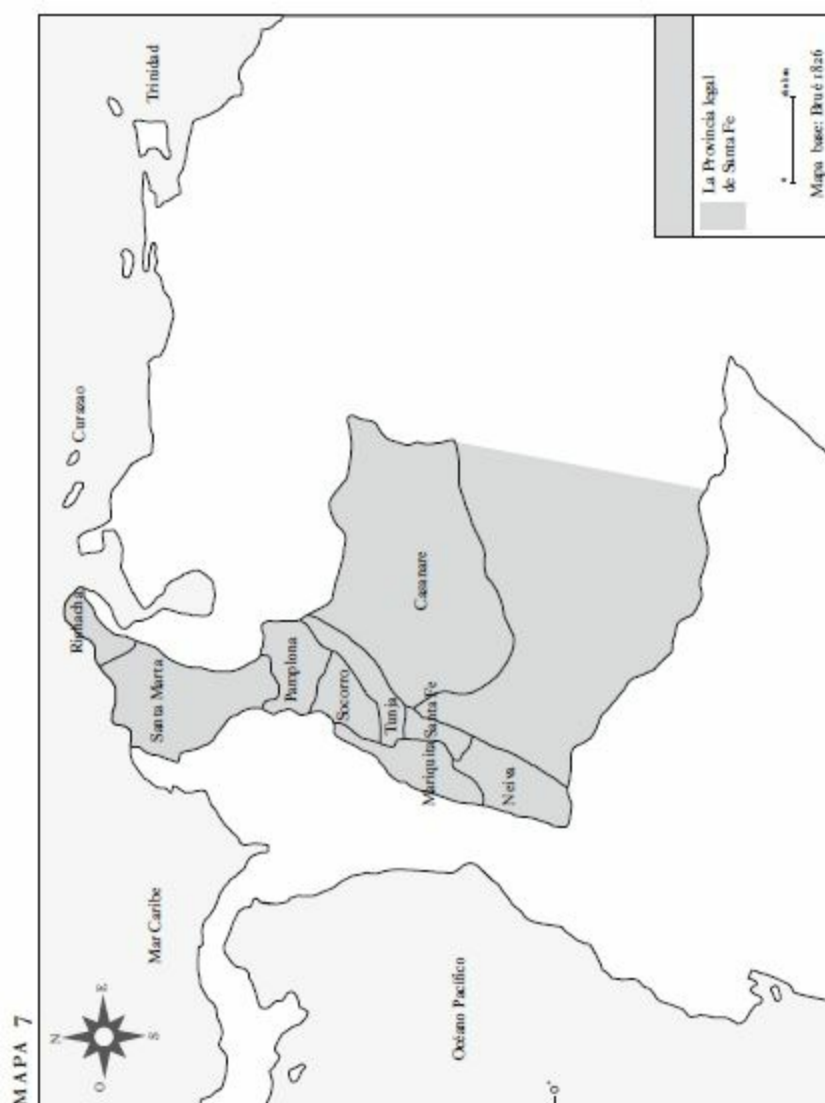 MAPA 7
N
O
E
S
Mar Caribe
Océano Pacífico
0°
Riohacha
Santa Marta
Curazao
Trinidad
Pamplona
Socorro
Tunja
Santa Fe
Mariquita
Neiva
Casanare
La Provincia legal
de Santa Fe
Mapa base: Brué 1826